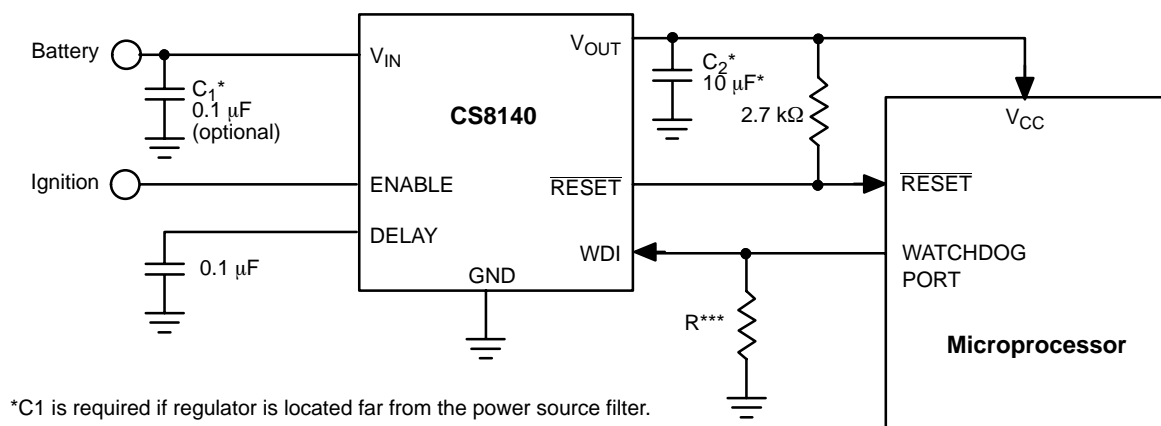 Battery
V_IN
C1*
0.1 μF
(optional)
CS8140
V_OUT
C2*
10 μF*
2.7 kΩ
V_CC
Ignition
ENABLE
RESET
RESET
DELAY
0.1 μF
WDI
WATCHDOG
PORT
GND
R***
Microprocessor
*C1 is required if regulator is located far from the power source filter.